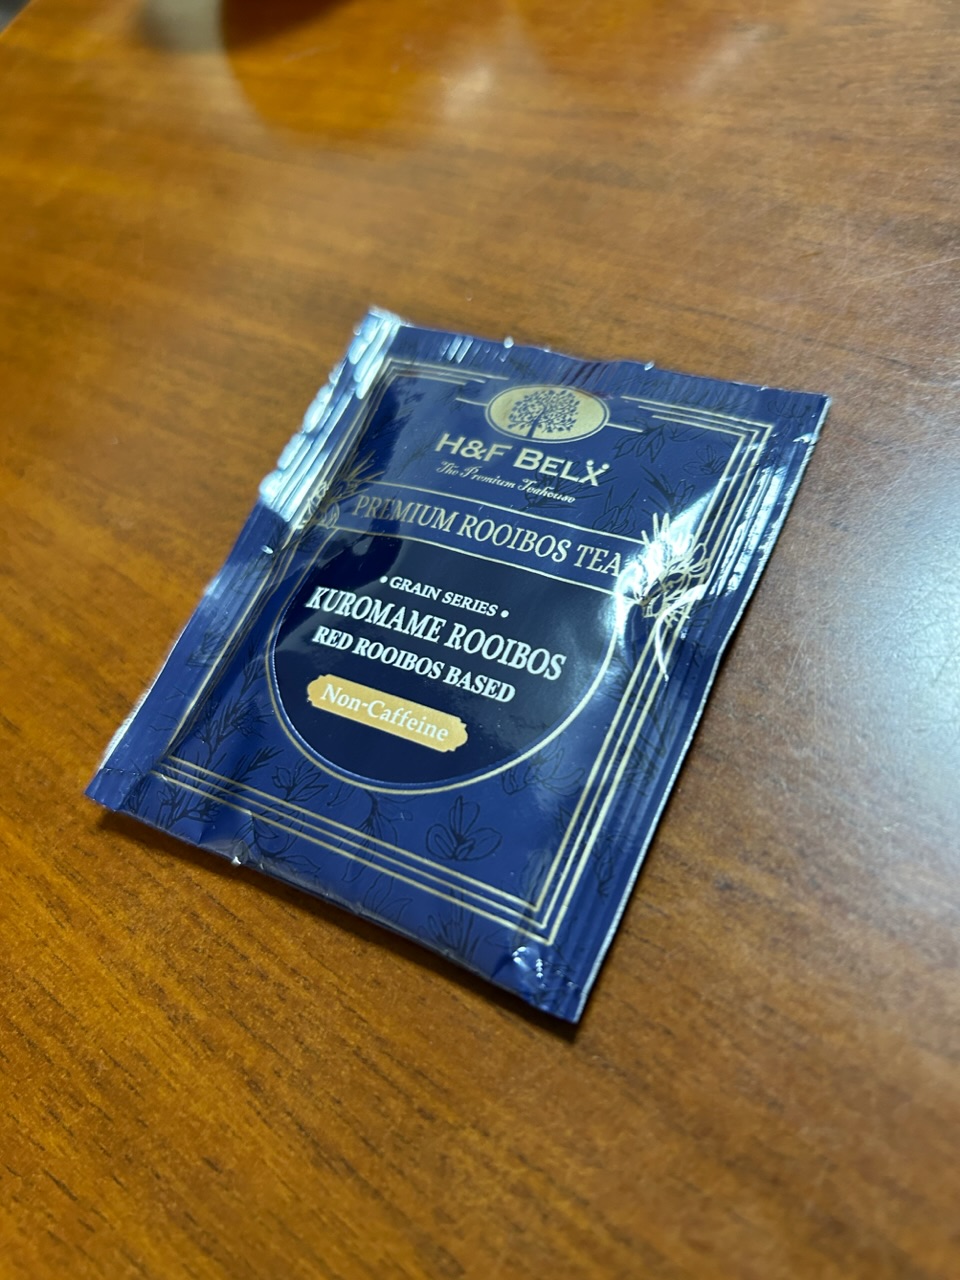 H&F BELX
The Premium Teahouse
PREMIUM ROOIBOS TEA
•GRAIN SERIES•
KUROMAME ROOIBOS
RED ROOIBOS BASED
Non-Caffeine